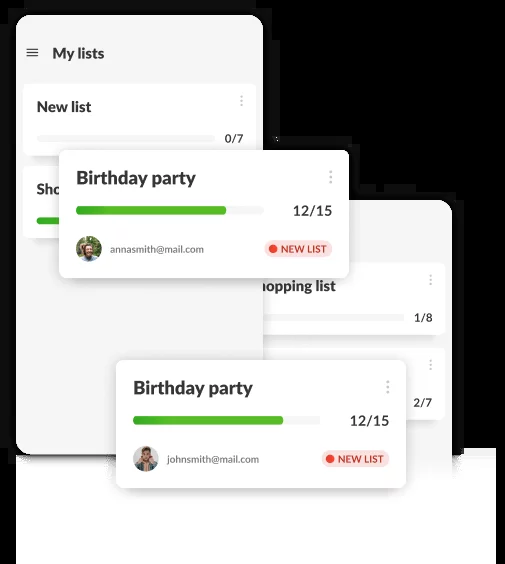 My lists
New list
0/7
Sho
Birthday party
12/15
annasmith@mail.com
NEW LIST
hopping list
1/8
2/7
Birthday party
12/15
johnsmith@mail.com
NEW LIST